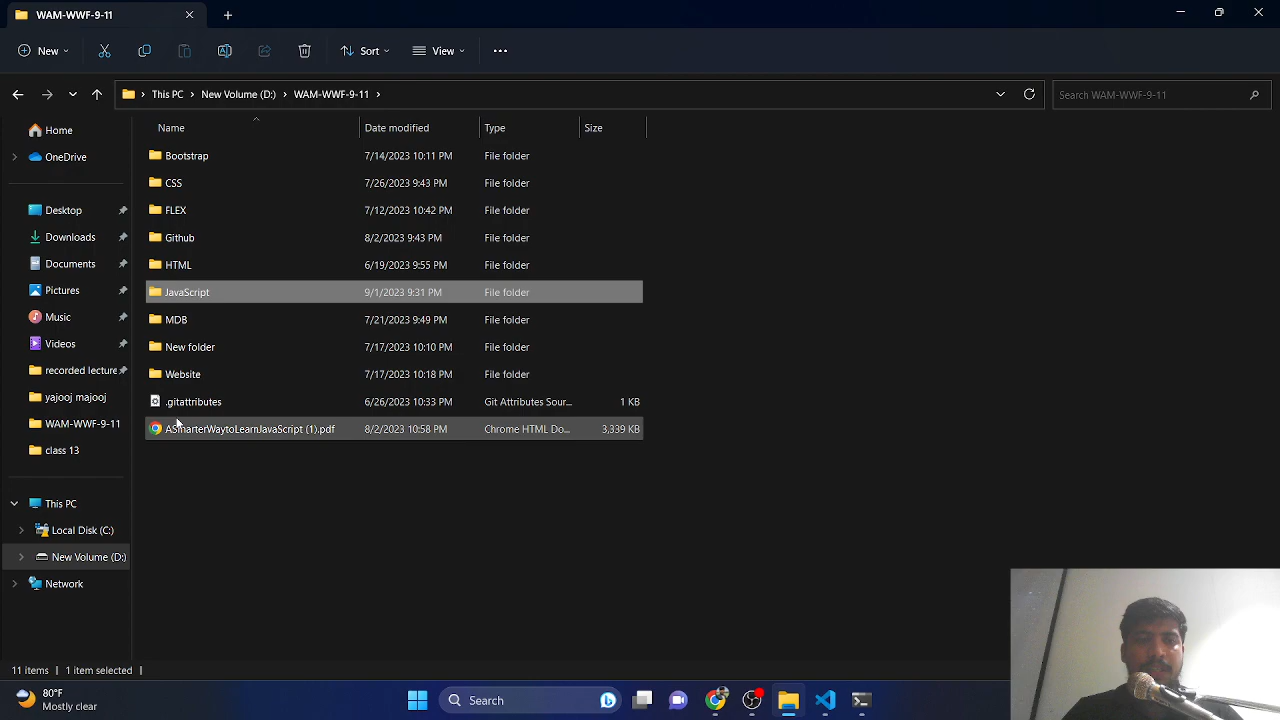 WAM-WWF-9-11
New
Sort
View
This PC
New Volume (D:)
WAM-WWF-9-11
Search WAM-WWF-9-11
Name
Date modified
Type
Size
Home
OneDrive
Desktop
Downloads
Documents
Pictures
Music
Videos
recorded lecture
yajooj majooj
WAM-WWF-9-11
class 13
This PC
Local Disk (C:)
New Volume (D:)
Network
Bootstrap 7/14/2023 10:11 PM File folder
CSS 7/26/2023 9:43 PM File folder
FLEX 7/12/2023 10:42 PM File folder
Github 8/2/2023 9:43 PM File folder
HTML 6/19/2023 9:55 PM File folder
JavaScript 9/1/2023 9:31 PM File folder
MDB 7/21/2023 9:49 PM File folder
New folder 7/17/2023 10:10 PM File folder
Website 7/17/2023 10:18 PM File folder
.gitattributes 6/26/2023 10:33 PM Git Attributes Sour... 1 KB
ASmarterWaytoLearnJavaScript (1).pdf 8/2/2023 10:58 PM Chrome HTML Do... 3,339 KB
11 items
1 item selected
80°F
Mostly clear
Search